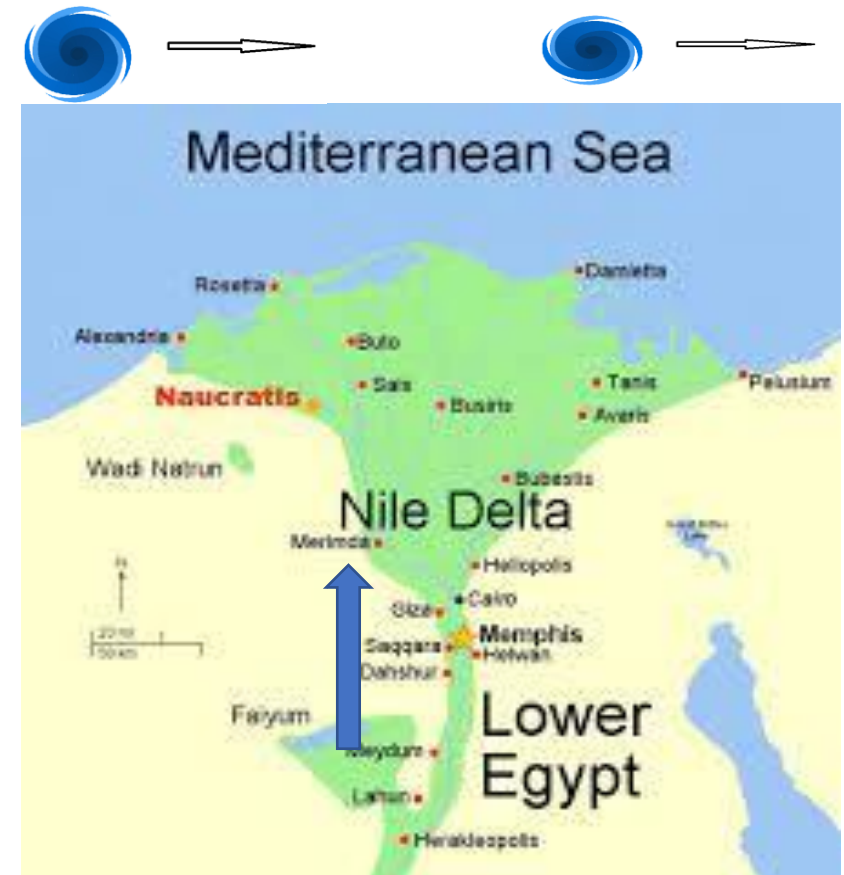 Mediterranean Sea
Damietta
Rosetta
Alexandria
Buto
Sais
Tanis
Pelusium
Naucratis
Busiris
Avaris
Wadi Natrun
Bubastis
Nile Delta
Merimda
Heliopolis
N
Cairo
Giza
Memphis
Saqqara
Helwan
Dahshur
Faiyum
Lower
Egypt
Meydum
Lahun
Herakleopolis